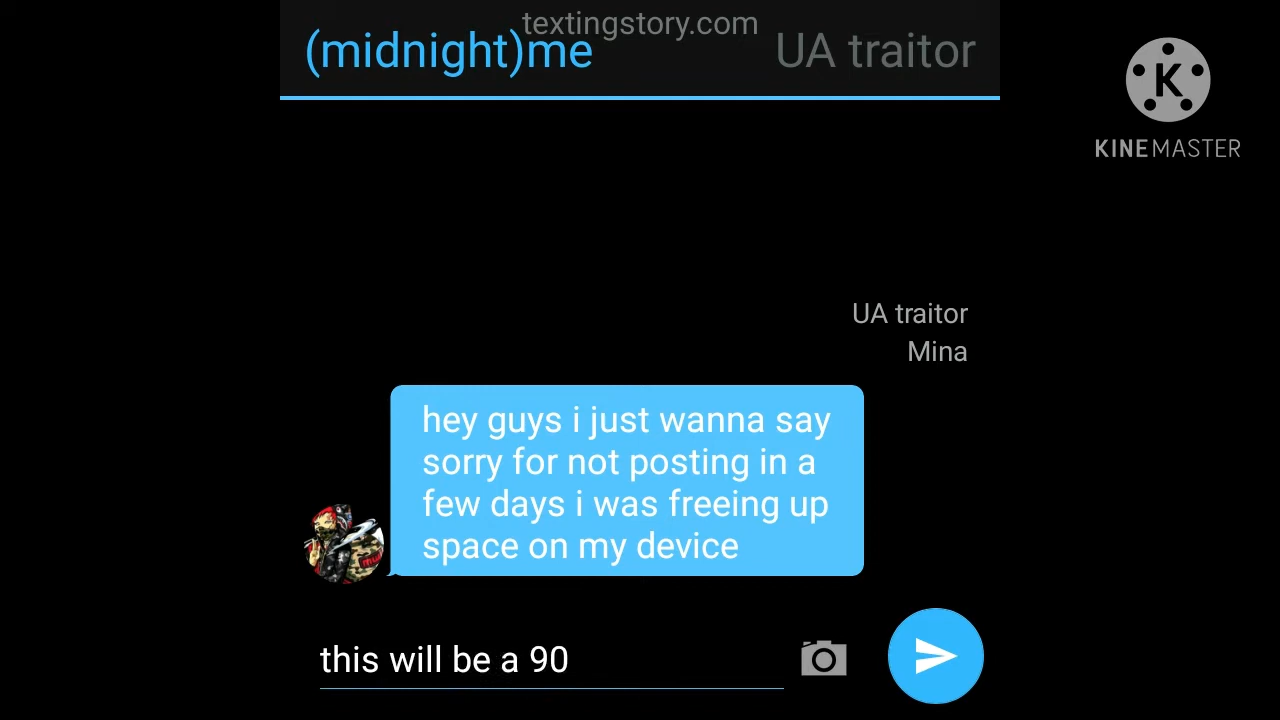 textingstory.com
(midnight)me UA traitor
K
KINEMASTER
UA traitor
Mina
hey guys i just wanna say
sorry for not posting in a
few days i was freeing up
space on my device
this will be a 90